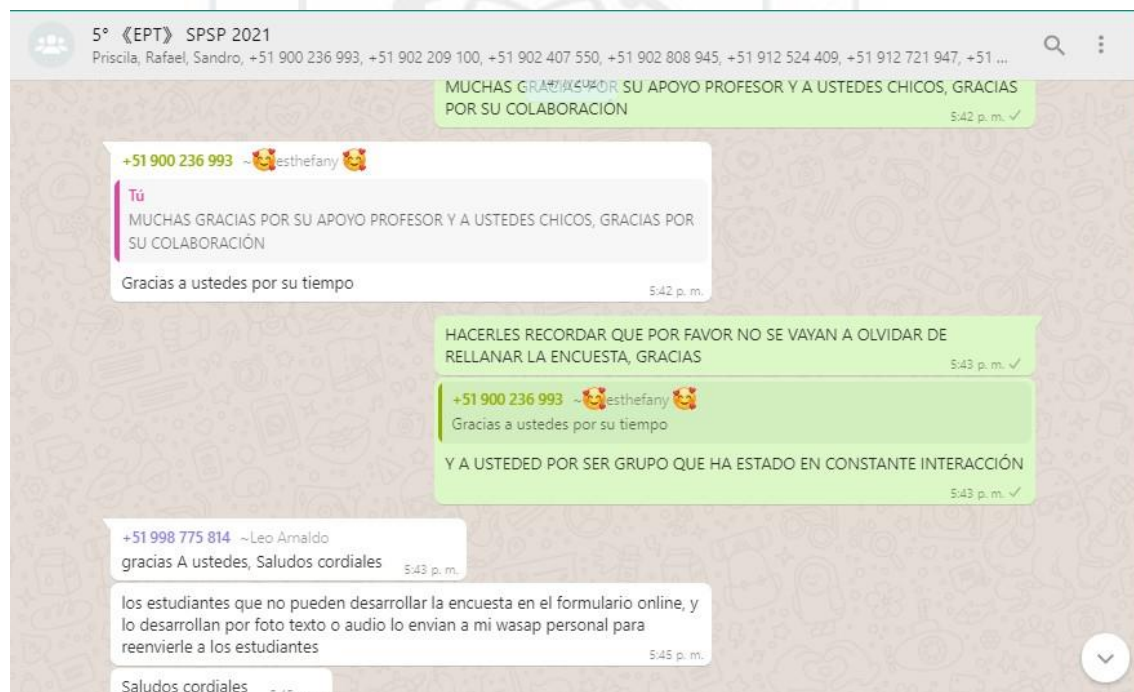 5° 《EPT》 SPSP 2021
Priscila, Rafael, Sandro, +51 900 236 993, +51 902 209 100, +51 902 407 550, +51 902 808 945, +51 912 524 409, +51 912 721 947, +51 ...
MUCHAS GRACIAS POR SU APOYO PROFESOR Y A USTEDES CHICOS, GRACIAS
POR SU COLABORACIÓN
5:42 p. m.
+51 900 236 993 ~🥰esthefany🥰
Tú
MUCHAS GRACIAS POR SU APOYO PROFESOR Y A USTEDES CHICOS, GRACIAS POR
SU COLABORACIÓN
Gracias a ustedes por su tiempo
5:42 p. m.
HACERLES RECORDAR QUE POR FAVOR NO SE VAYAN A OLVIDAR DE
RELLANAR LA ENCUESTA, GRACIAS
5:43 p. m.
+51 900 236 993 ~🥰esthefany🥰
Gracias a ustedes por su tiempo
Y A USTEDED POR SER GRUPO QUE HA ESTADO EN CONSTANTE INTERACCIÓN
5:43 p. m.
+51 998 775 814 ~Leo Arnaldo
gracias A ustedes, Saludos cordiales
5:43 p. m.
los estudiantes que no pueden desarrollar la encuesta en el formulario online, y
lo desarrollan por foto texto o audio lo envian a mi wasap personal para
reenvierle a los estudiantes
5:45 p. m.
Saludos cordiales